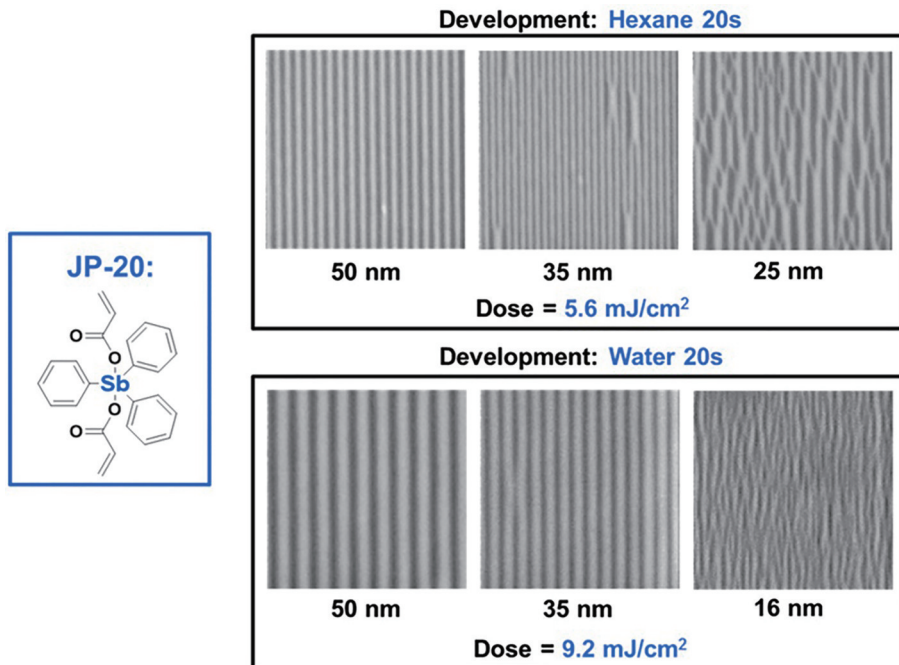 Development: Hexane 20s
50 nm
35 nm
25 nm
Dose = 5.6 mJ/cm²
JP-20:
O
O
Sb
O
O
Development: Water 20s
50 nm
35 nm
16 nm
Dose = 9.2 mJ/cm²